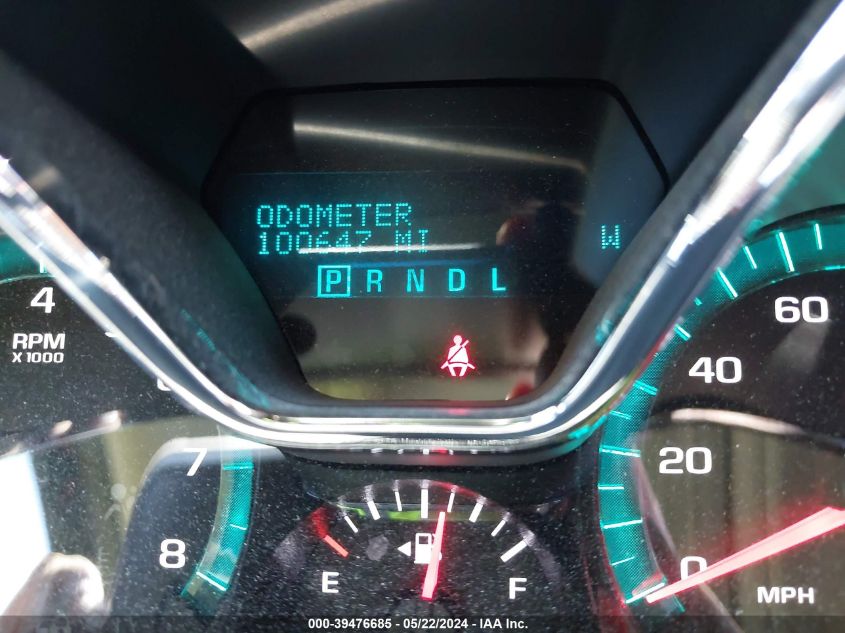 ODOMETER
100647 MI W
P R N D L
4
RPM
X 1000
7
8
60
40
20
0
MPH
E F
000-39476685 - 05/22/2024 - IAA Inc.